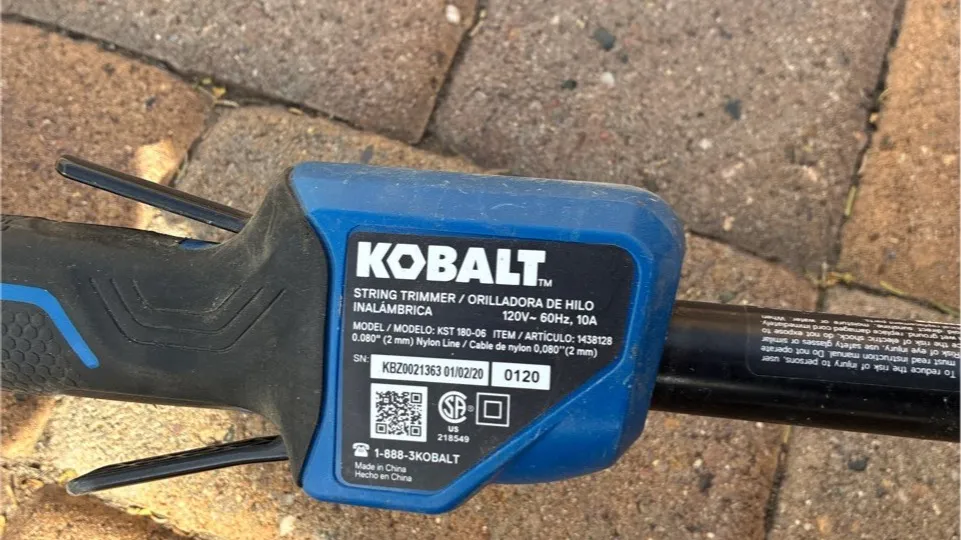 KOBALT™
STRING TRIMMER / ORILLADORA DE HILO
INALÁMBRICA 120V~ 60Hz, 10A
MODEL / MODELO: KST 180-06 ITEM / ARTÍCULO: 1438128
0.080" (2 mm) Nylon Line / Cable de nylon 0,080" (2 mm)
SN: KBZ0021363 01/02/20 0120
SA
US
218549
☎ 1-888-3KOBALT
Made in China
Hecho en China
To reduce the risk of injury to persons, user
must read instruction manual. Do not operate